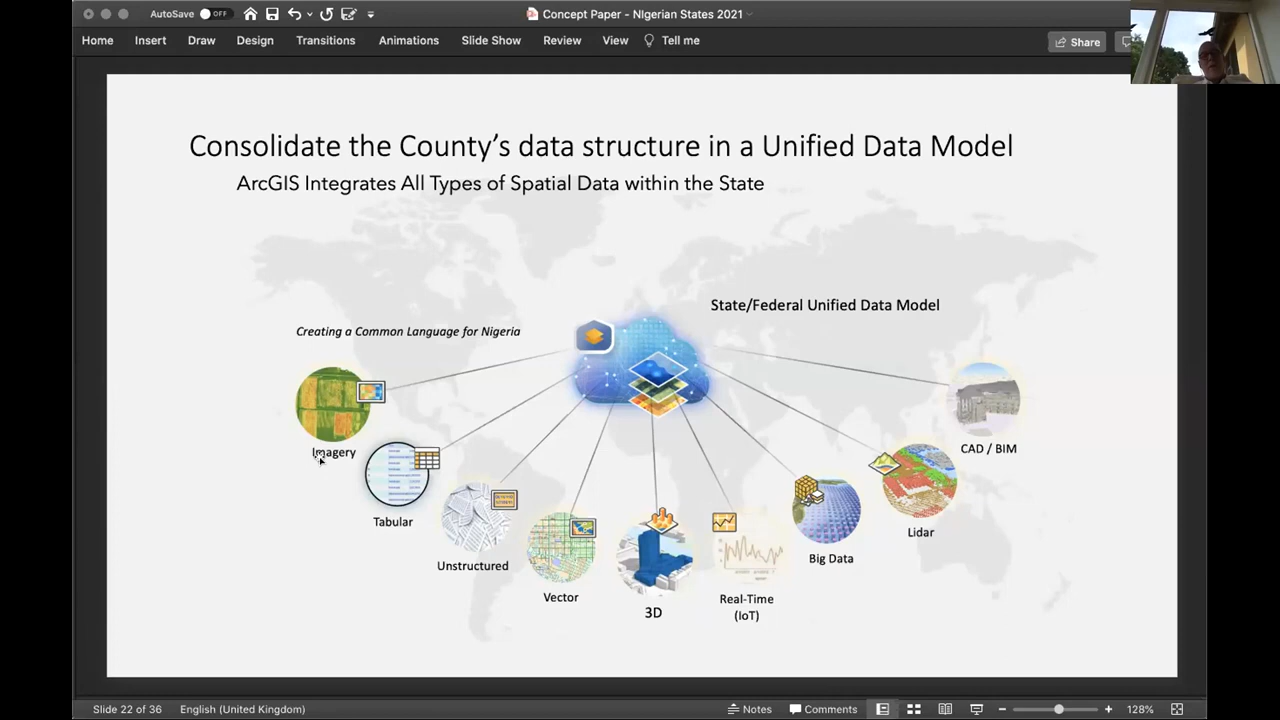 AutoSave OFF
Concept Paper - Nigerian States 2021
Home Insert Draw Design Transitions Animations Slide Show Review View Tell me
Share
Consolidate the County's data structure in a Unified Data Model
ArcGIS Integrates All Types of Spatial Data within the State
State/Federal Unified Data Model
Creating a Common Language for Nigeria
Imagery
Tabular
Unstructured
Vector
3D
Real-Time
(IoT)
Big Data
Lidar
CAD / BIM
Slide 22 of 36 English (United Kingdom) Notes Comments 128%